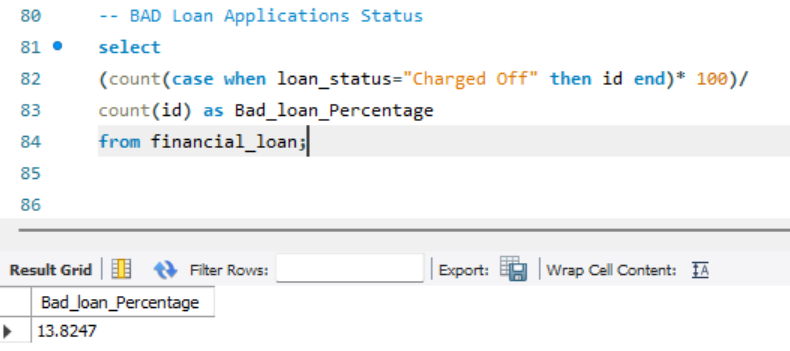 80 -- BAD Loan Applications Status
81 select
82 (count(case when loan_status="Charged Off" then id end)* 100)/
83 count(id) as Bad_loan_Percentage
84 from financial_loan;
85
86
Result Grid Filter Rows: Export: Wrap Cell Content: IA
Bad_loan_Percentage
13.8247